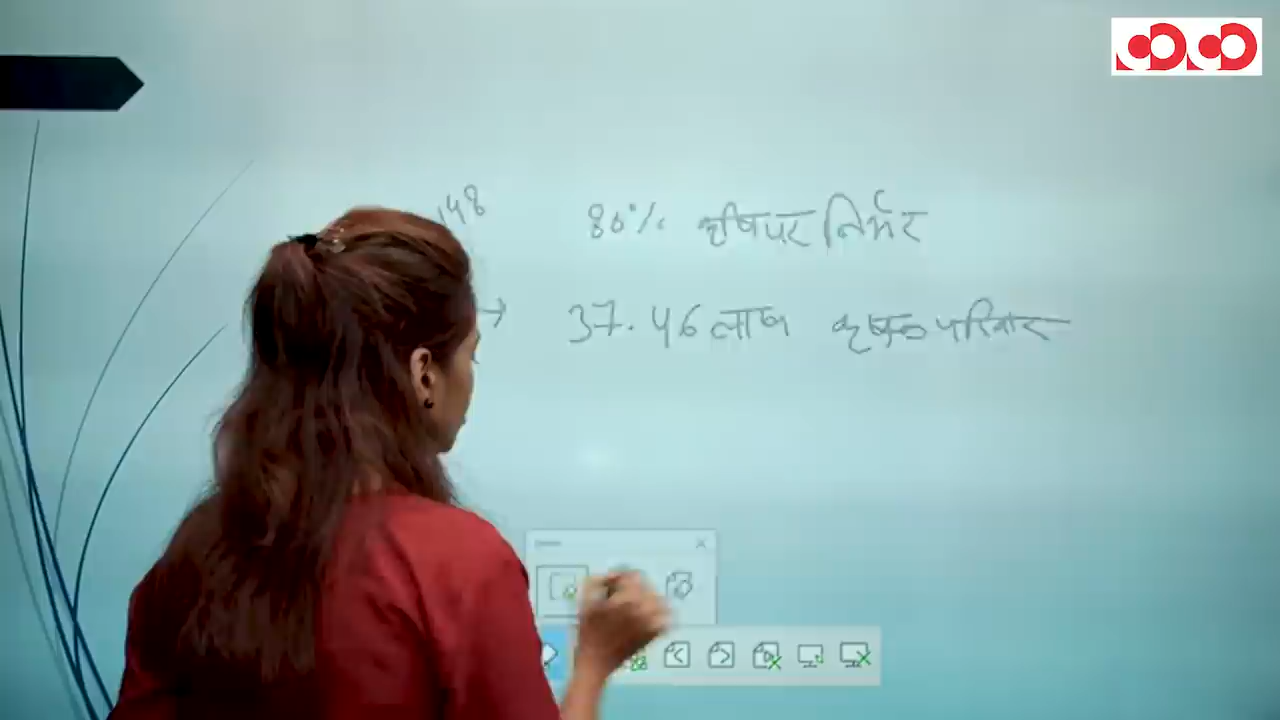 148 80% कृषि पर निर्भर
→ 37.46 लाख कृषक परिवार